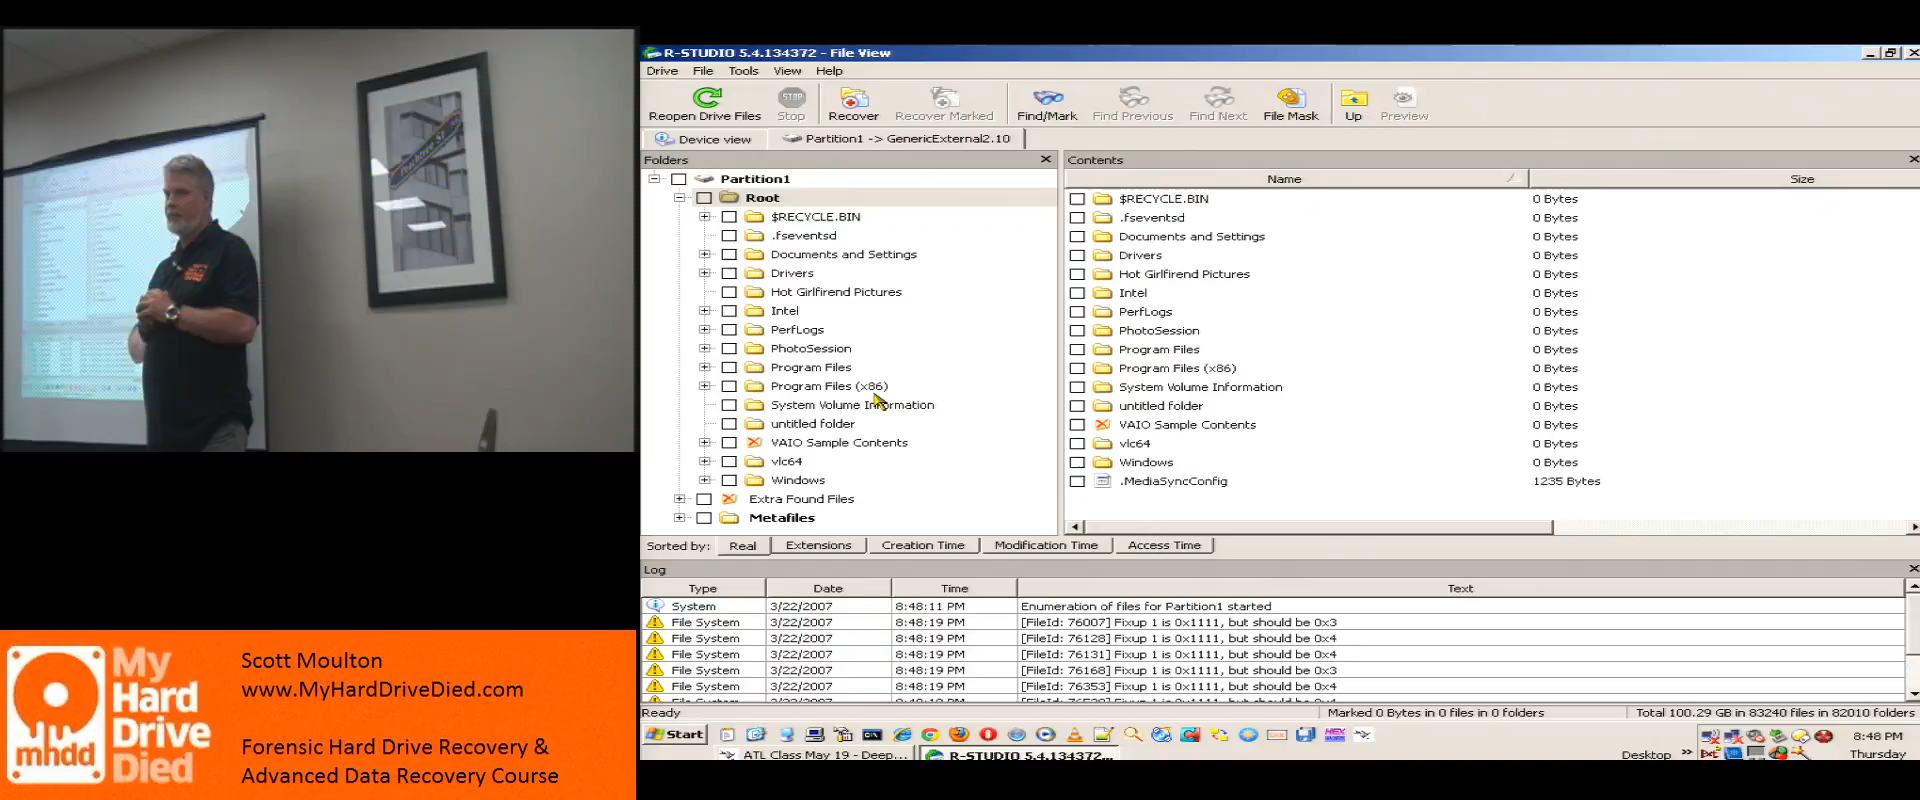 R-STUDIO 5.4.134372 - File View
Drive File Tools View Help
Reopen Drive Files Stop Recover Recover Marked Find/Mark Find Previous Find Next File Mask Up Preview
Device view Partition1 -> GenericExternal2.10
Folders
Partition1
Root
$RECYCLE.BIN
.fseventsd
Documents and Settings
Drivers
Hot Girlfirend Pictures
Intel
PerfLogs
PhotoSession
Program Files
Program Files (x86)
System Volume Information
untitled folder
VAIO Sample Contents
vlc64
Windows
Extra Found Files
Metafiles
Contents
Name Size
$RECYCLE.BIN 0 Bytes
.fseventsd 0 Bytes
Documents and Settings 0 Bytes
Drivers 0 Bytes
Hot Girlfirend Pictures 0 Bytes
Intel 0 Bytes
PerfLogs 0 Bytes
PhotoSession 0 Bytes
Program Files 0 Bytes
Program Files (x86) 0 Bytes
System Volume Information 0 Bytes
untitled folder 0 Bytes
VAIO Sample Contents 0 Bytes
vlc64 0 Bytes
Windows 0 Bytes
.MediaSyncConfig 1235 Bytes
Sorted by: Real Extensions Creation Time Modification Time Access Time
Log
Type Date Time Text
System 3/22/2007 8:48:11 PM Enumeration of files for Partition1 started
File System 3/22/2007 8:48:19 PM [FileId: 76007] Fixup 1 is 0x1111, but should be 0x3
File System 3/22/2007 8:48:19 PM [FileId: 76128] Fixup 1 is 0x1111, but should be 0x4
File System 3/22/2007 8:48:19 PM [FileId: 76131] Fixup 1 is 0x1111, but should be 0x4
File System 3/22/2007 8:48:19 PM [FileId: 76168] Fixup 1 is 0x1111, but should be 0x3
File System 3/22/2007 8:48:19 PM [FileId: 76353] Fixup 1 is 0x1111, but should be 0x4
Ready Marked 0 Bytes in 0 files in 0 folders Total 100.29 GB in 83240 files in 82010 folders
Start
HEX
8:48 PM
ATL Class May 19 - Deep... R-STUDIO 5.4.134372... Desktop » Thursday
mhdd
My
Hard
Drive
Died
Scott Moulton
www.MyHardDriveDied.com
Forensic Hard Drive Recovery &
Advanced Data Recovery Course